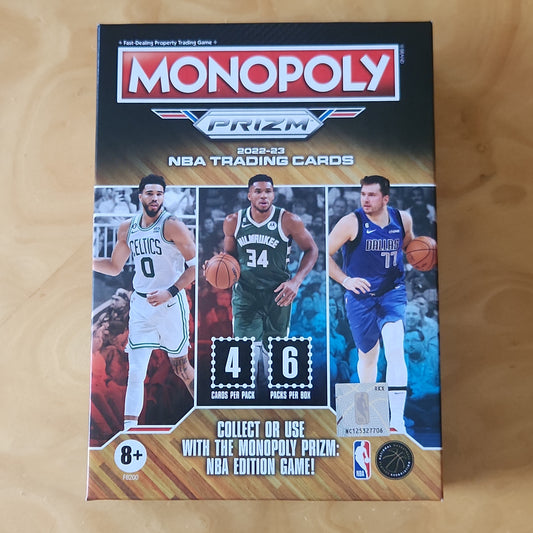 Fast-Dealing Property Trading Game
MONOPOLY
PRIZM
2022-23
NBA TRADING CARDS
CELTICS
0
MILWAUKEE
34
DALLAS
77
4
CARDS PER PACK
6
PACKS PER BOX
NC125327706
COLLECT OR USE
WITH THE MONOPOLY PRIZM:
NBA EDITION GAME!
8+
F8200
NBA